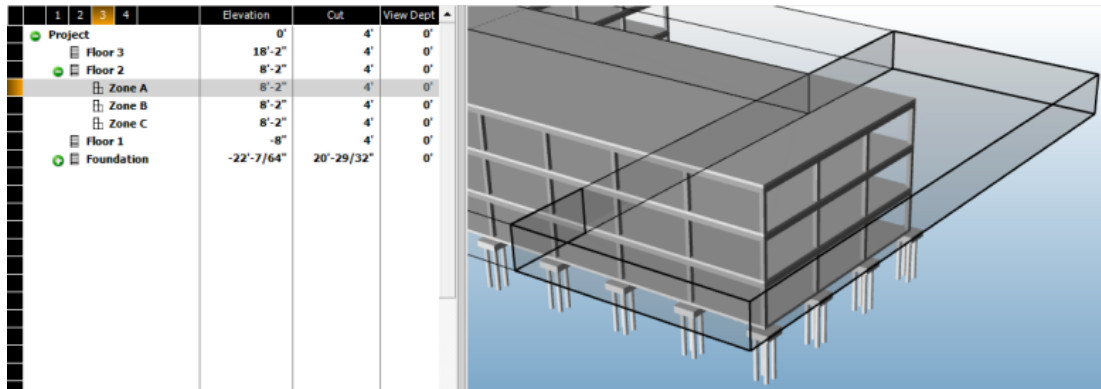 1 2 3 4 Elevation Cut View Dept
Project 0' 4' 0'
Floor 3 18'-2" 4' 0'
Floor 2 8'-2" 4' 0'
Zone A 8'-2" 4' 0'
Zone B 8'-2" 4' 0'
Zone C 8'-2" 4' 0'
Floor 1 -8" 4' 0'
Foundation -22'-7/64" 20'-29/32" 0'